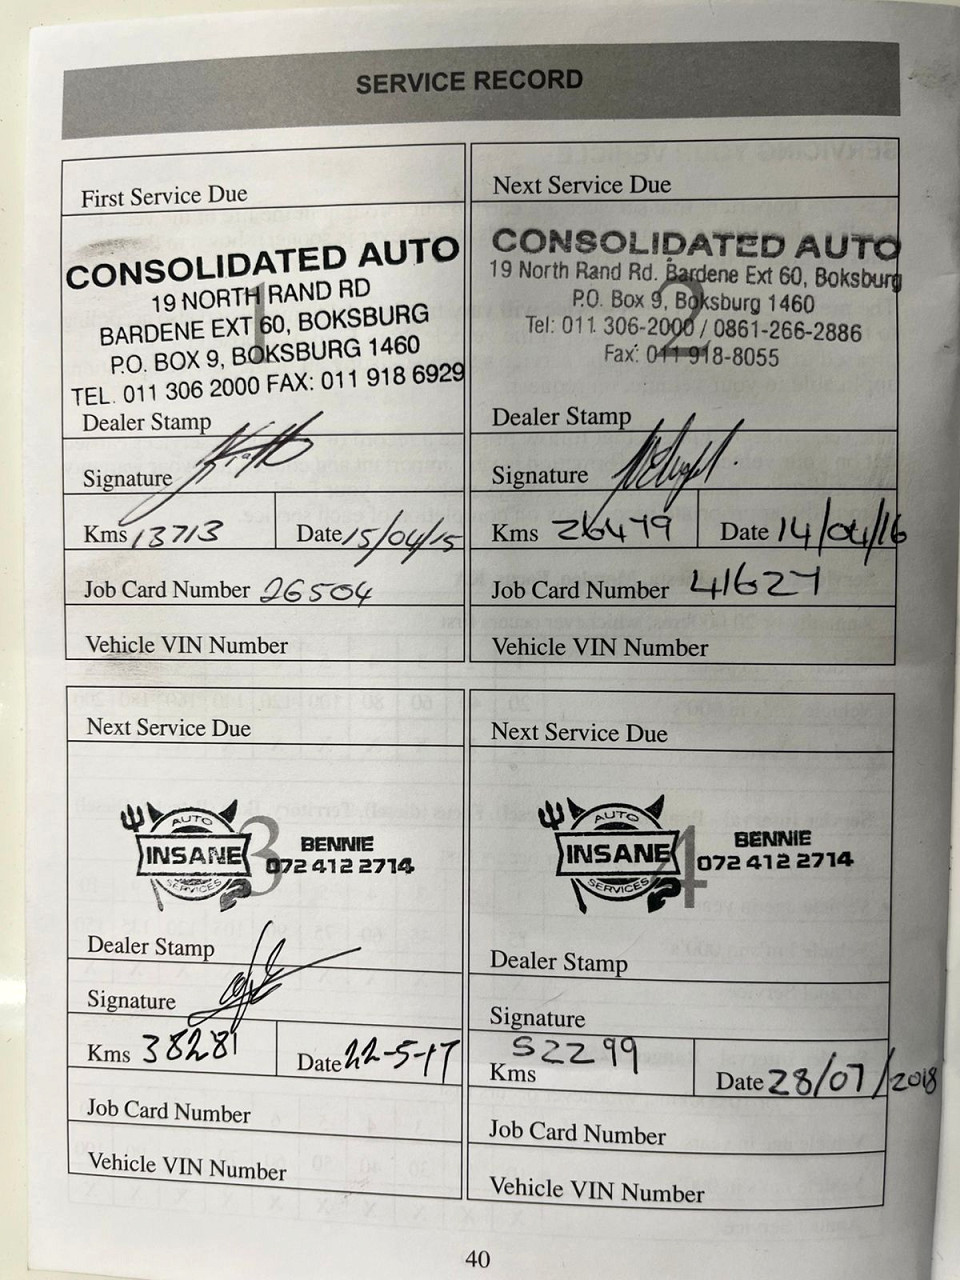 SERVICE RECORD
First Service Due
1
CONSOLIDATED AUTO
19 NORTH RAND RD
BARDENE EXT 60, BOKSBURG
P.O. BOX 9, BOKSBURG 1460
TEL. 011 306 2000 FAX: 011 918 6929
Dealer Stamp
Signature
Kms 13713 Date 15/04/15
Job Card Number 26504
Vehicle VIN Number
Next Service Due
2
CONSOLIDATED AUTO
19 North Rand Rd. Bardene Ext 60, Boksburg
P.O. Box 9, Boksburg 1460
Tel: 011 306-2000 / 0861-266-2886
Fax: 011-918-8055
Dealer Stamp
Signature
Kms 26479 Date 14/04/16
Job Card Number 41627
Vehicle VIN Number
Next Service Due
3
AUTO
INSANE
SERVICES
BENNIE
072 412 2714
Dealer Stamp
Signature
Kms 38281 Date 22-5-17
Job Card Number
Vehicle VIN Number
Next Service Due
4
AUTO
INSANE
SERVICES
BENNIE
072 412 2714
Dealer Stamp
Signature
Kms 52299 Date 28/07/2018
Job Card Number
Vehicle VIN Number
40